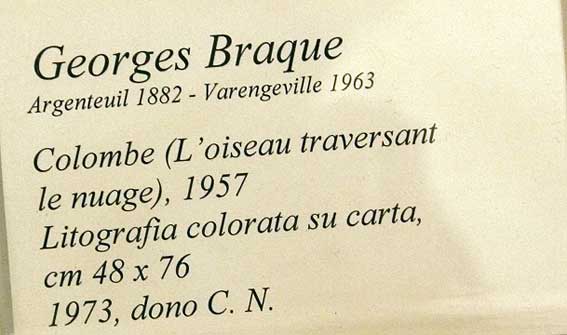 Georges Braque
Argenteuil 1882 - Varengeville 1963
Colombe (L'oiseau traversant
le nuage), 1957
Litografia colorata su carta,
cm 48 x 76
1973, dono C. N.